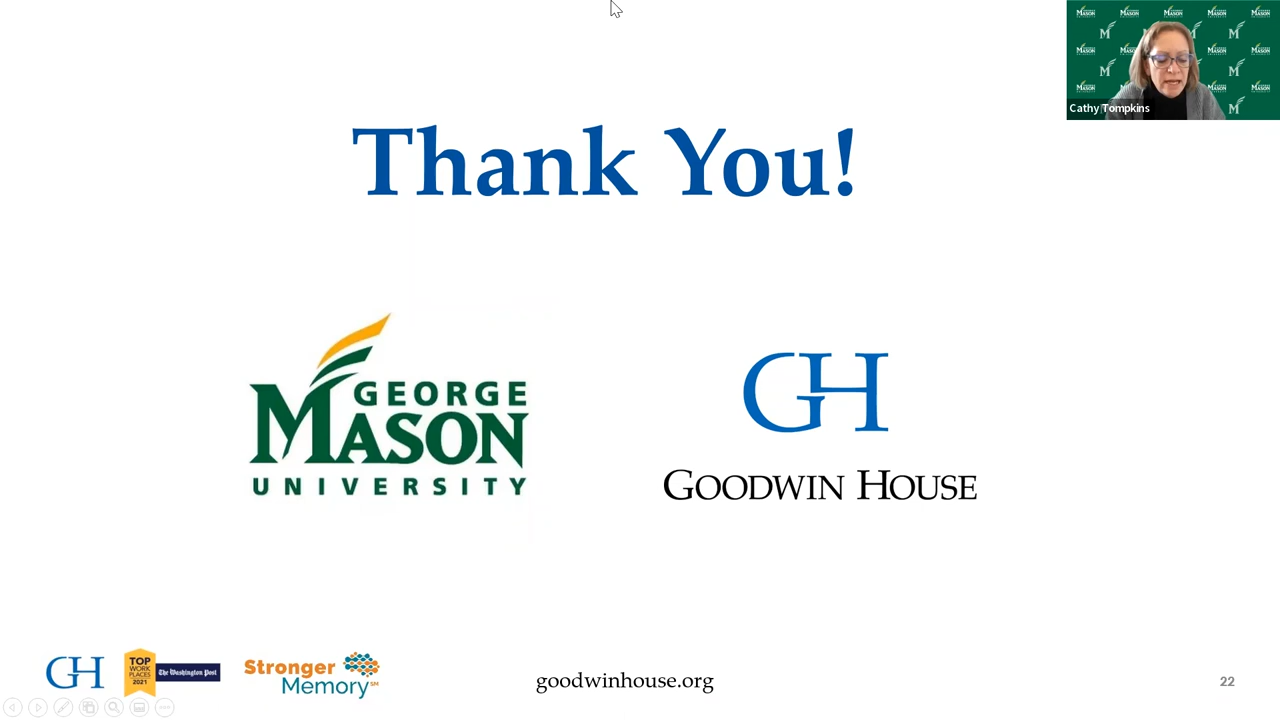 Cathy Tompkins
Thank You!
GEORGE
MASON
UNIVERSITY
GH
GOODWIN HOUSE
GH
TOP
WORK
PLACES
2021
The Washington Post
Stronger
Memory SM
goodwinhouse.org
22